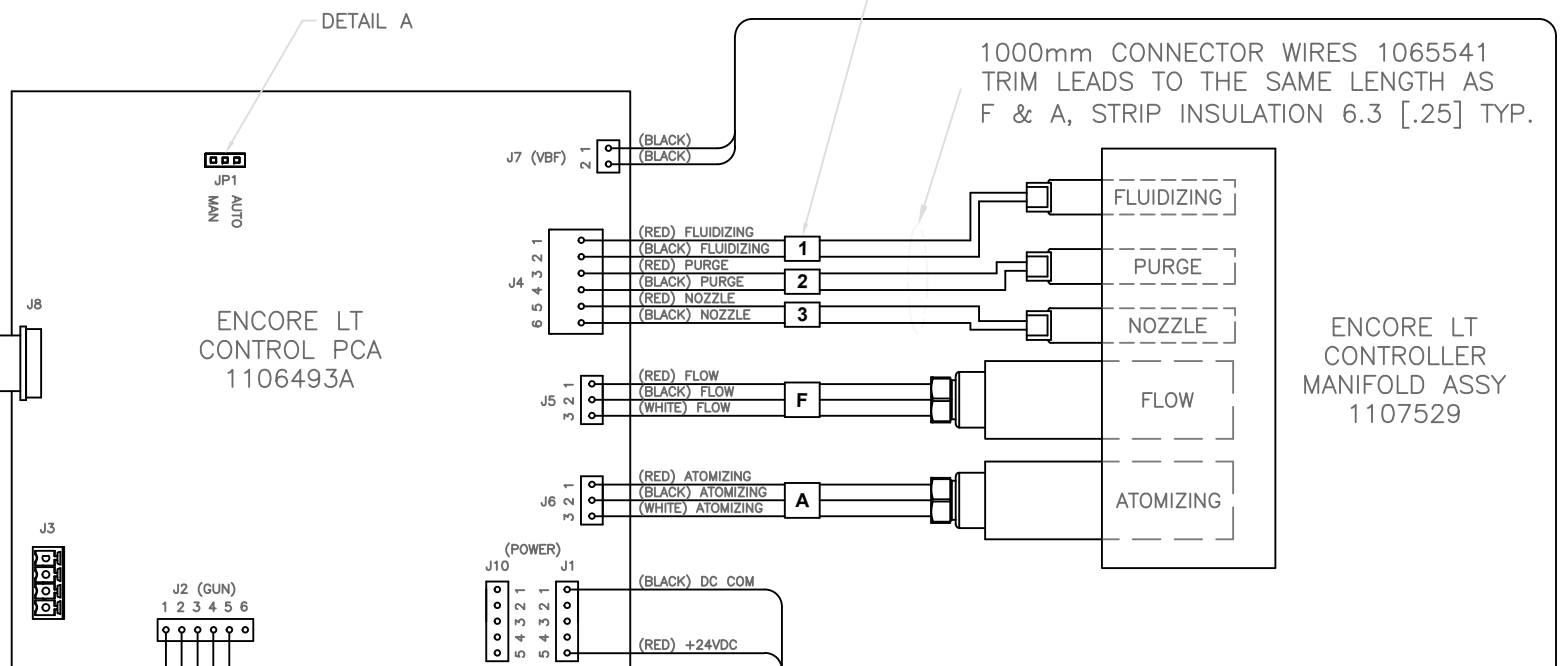 DETAIL A
1000mm CONNECTOR WIRES 1065541
TRIM LEADS TO THE SAME LENGTH AS
F & A, STRIP INSULATION 6.3 [.25] TYP.
JP1
MAN
AUTO
J7 (VBF)
1
2
(BLACK)
(BLACK)
J4
1
2
3
4
5
6
(RED) FLUIDIZING
(BLACK) FLUIDIZING
(RED) PURGE
(BLACK) PURGE
(RED) NOZZLE
(BLACK) NOZZLE
1
2
3
FLUIDIZING
PURGE
NOZZLE
J8
ENCORE LT
CONTROL PCA
1106493A
ENCORE LT
CONTROLLER
MANIFOLD ASSY
1107529
J5
1
2
3
(RED) FLOW
(BLACK) FLOW
(WHITE) FLOW
F
FLOW
J6
1
2
3
(RED) ATOMIZING
(BLACK) ATOMIZING
(WHITE) ATOMIZING
A
ATOMIZING
J3
(POWER)
J10
J1
1
2
3
4
5
1
2
3
4
5
(BLACK) DC COM
(RED) +24VDC
J2 (GUN)
1 2 3 4 5 6